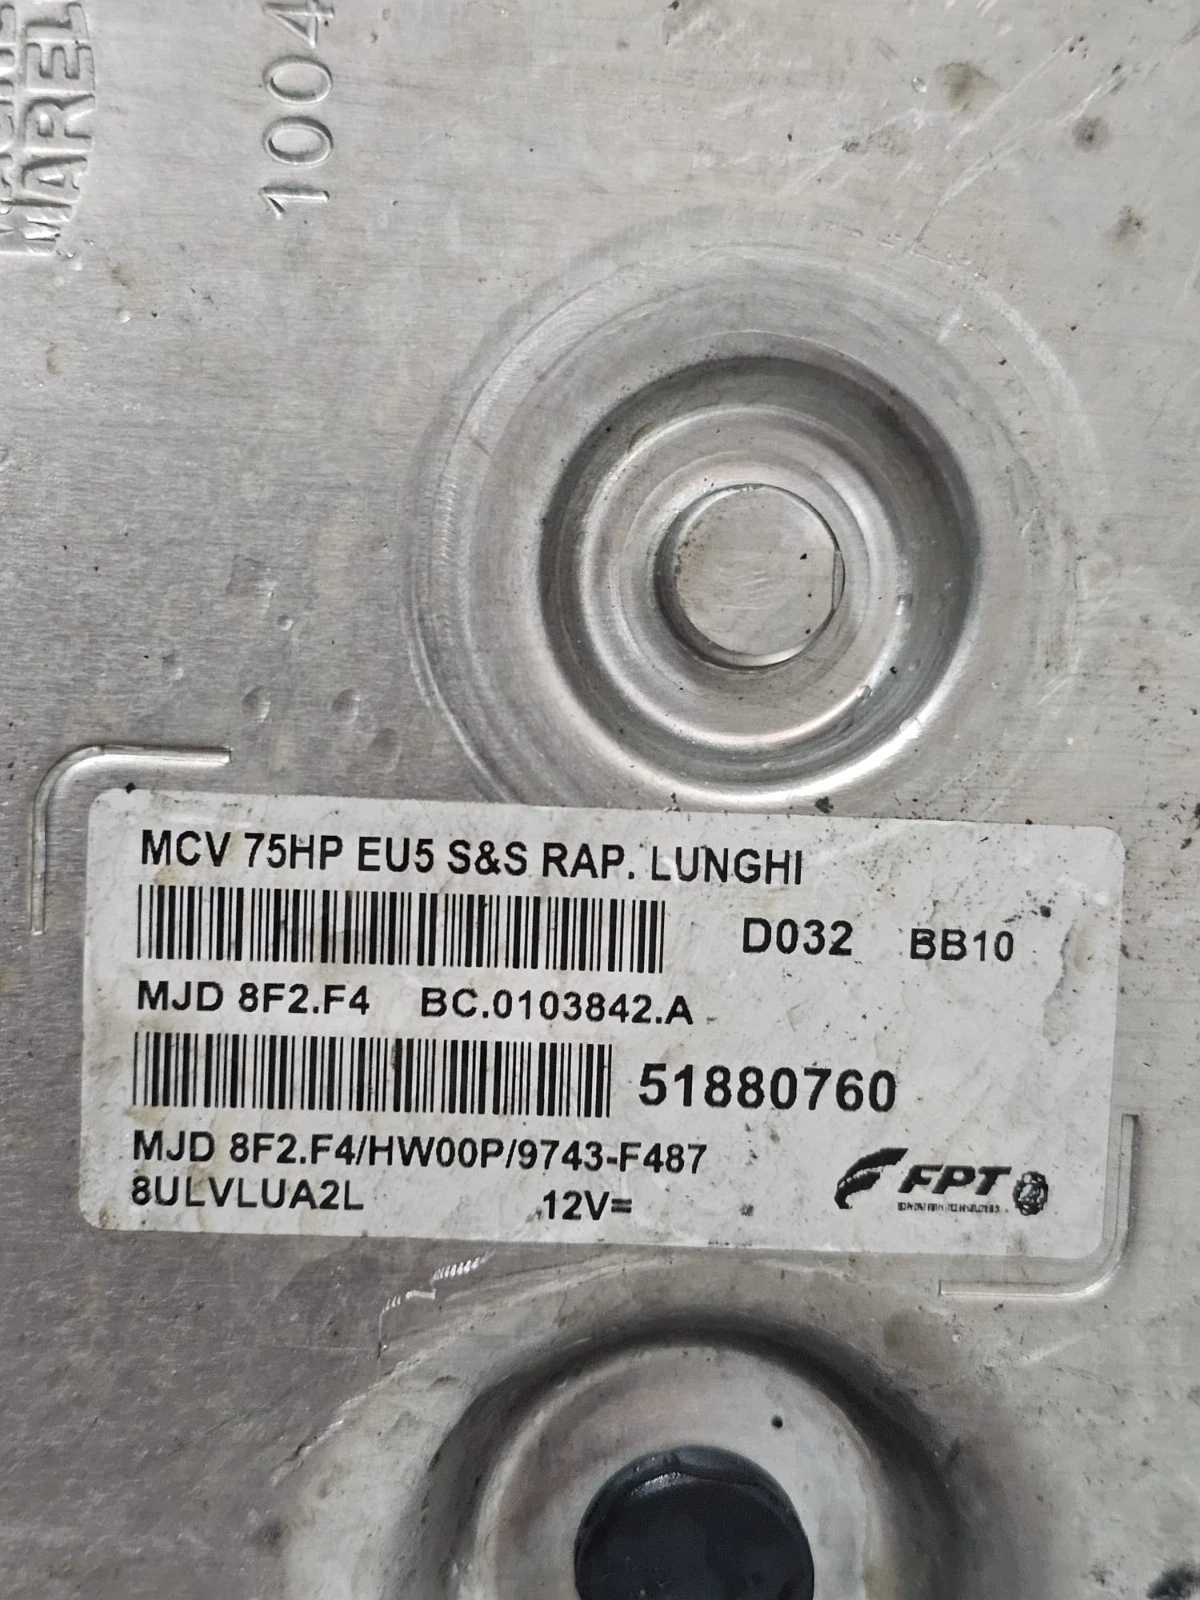 MAREL
1004
MCV 75HP EU5 S&S RAP. LUNGHI
D032 BB10
MJD 8F2.F4 BC.0103842.A
51880760
MJD 8F2.F4/HW00P/9743-F487
8ULVLUA2L 12V=
FPT